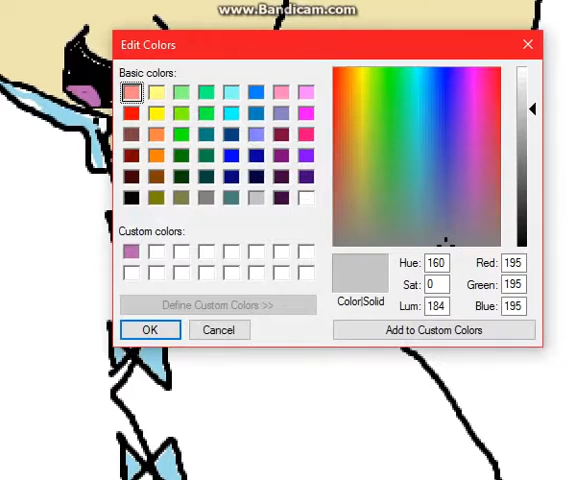 www.Bandicam.com
Edit Colors
Basic colors:
Custom colors:
Define Custom Colors >>
OK Cancel
Color|Solid
Hue: 160 Red: 195
Sat: 0 Green: 195
Lum: 184 Blue: 195
Add to Custom Colors